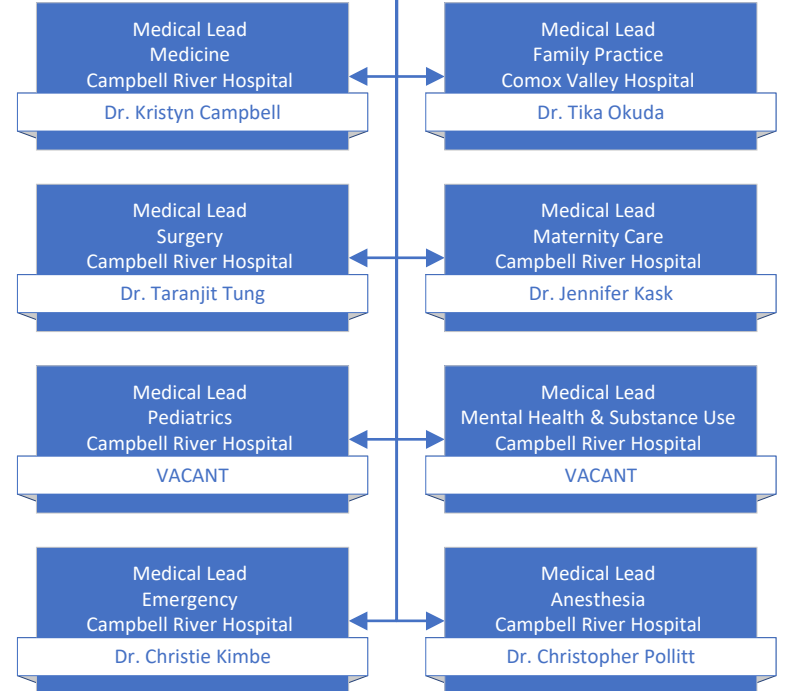 Medical Lead
Medicine
Campbell River Hospital
Dr. Kristyn Campbell
Medical Lead
Family Practice
Comox Valley Hospital
Dr. Tika Okuda
Medical Lead
Surgery
Campbell River Hospital
Dr. Taranjit Tung
Medical Lead
Maternity Care
Campbell River Hospital
Dr. Jennifer Kask
Medical Lead
Pediatrics
Campbell River Hospital
VACANT
Medical Lead
Mental Health & Substance Use
Campbell River Hospital
VACANT
Medical Lead
Emergency
Campbell River Hospital
Dr. Christie Kimbe
Medical Lead
Anesthesia
Campbell River Hospital
Dr. Christopher Pollitt